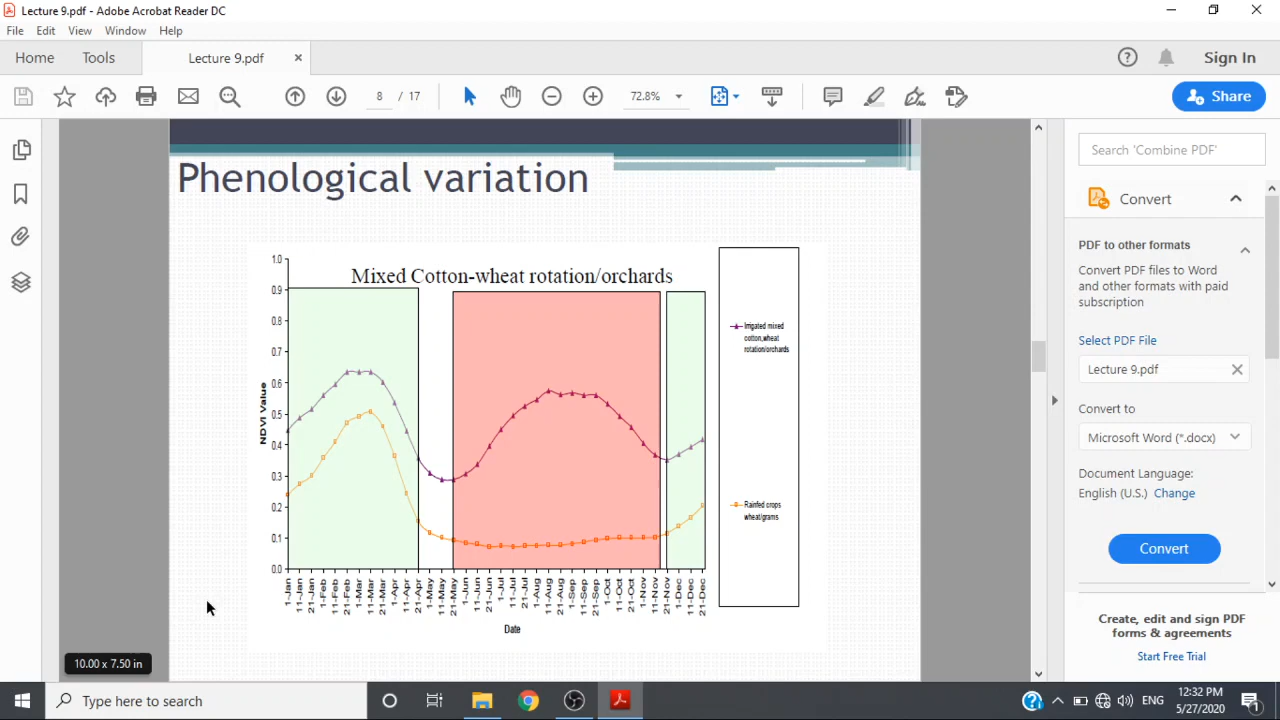 Lecture 9.pdf - Adobe Acrobat Reader DC
File Edit View Window Help
Home Tools Lecture 9.pdf × Sign In
8 / 17 72.8% Share
Search 'Combine PDF'
Convert
PDF to other formats
Convert PDF files to Word
and other formats with paid
subscription
Select PDF File
Lecture 9.pdf
Convert to
Microsoft Word (*.docx)
Document Language:
English (U.S.) Change
Convert
Create, edit and sign PDF
forms & agreements
Start Free Trial
Phenological variation
Mixed Cotton-wheat rotation/orchards
1.0
0.9
0.8
0.7
0.6
0.5
0.4
0.3
0.2
0.1
0.0
NDVI Value
1-Jan 11-Jan 21-Jan 1-Feb 11-Feb 21-Feb 1-Mar 11-Mar 21-Mar 1-Apr 11-Apr 21-Apr 1-May 11-May 21-May 1-Jun 11-Jun 21-Jun 1-Jul 11-Jul 21-Jul 1-Aug 11-Aug 21-Aug 1-Sep 11-Sep 21-Sep 1-Oct 11-Oct 21-Oct 1-Nov 11-Nov 21-Nov 1-Dec 11-Dec 21-Dec
Date
Irrigated mixed
cotton,wheat
rotation/orchards
Rainfed crops
wheat/grams
10.00 x 7.50 in
Type here to search
ENG
12:32 PM
5/27/2020